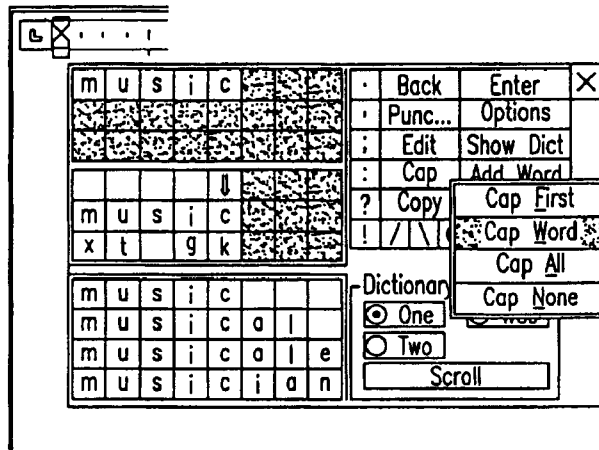 m u s i c
· Back Enter X
· Punc... Options
; Edit Show Dict
: Cap Add Word
? Copy
! / \
Cap First
Cap Word
Cap All
Cap None
⇓
m u s i c
x t g k
m u s i c
m u s i c a l
m u s i c a l e
m u s i c i a n
Dictionary
One
Two
Scroll